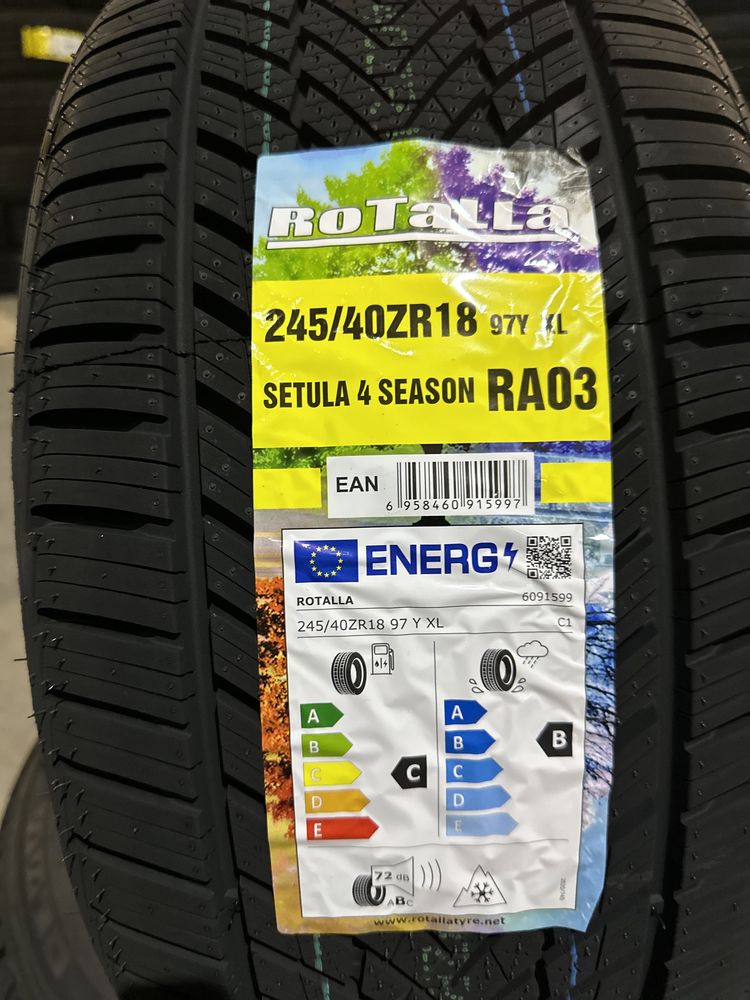 RoTaLLa
245/40ZR18 97Y XL
SETULA 4 SEASON RA03
EAN
6 958460 915997
ENERG
ROTALLA 6091599
245/40ZR18 97 Y XL C1
A A
B B B
C C C
D D
E E
72 dB
ABC
www.rotallatyre.net